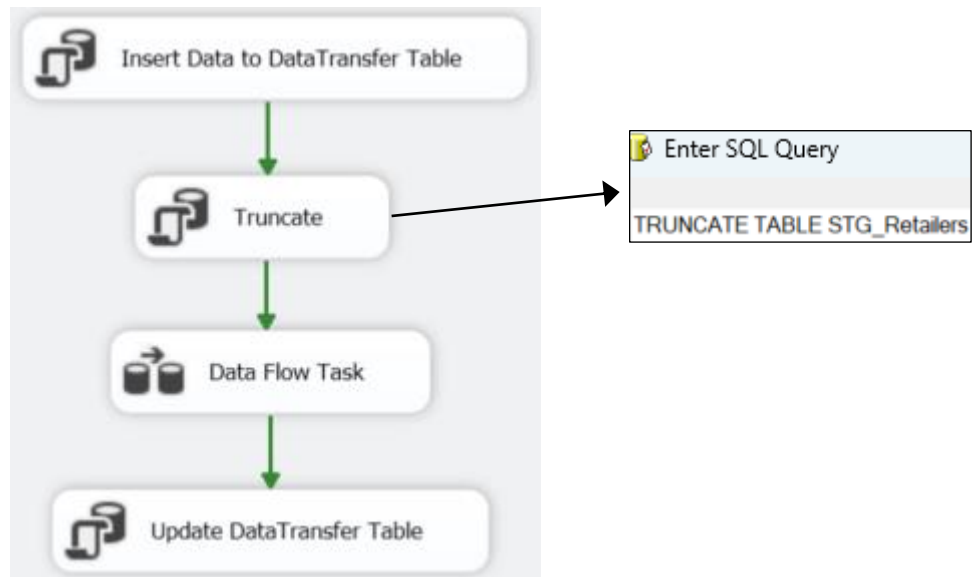 Insert Data to DataTransfer Table
Truncate
Enter SQL Query
TRUNCATE TABLE STG_Retailers
Data Flow Task
Update DataTransfer Table